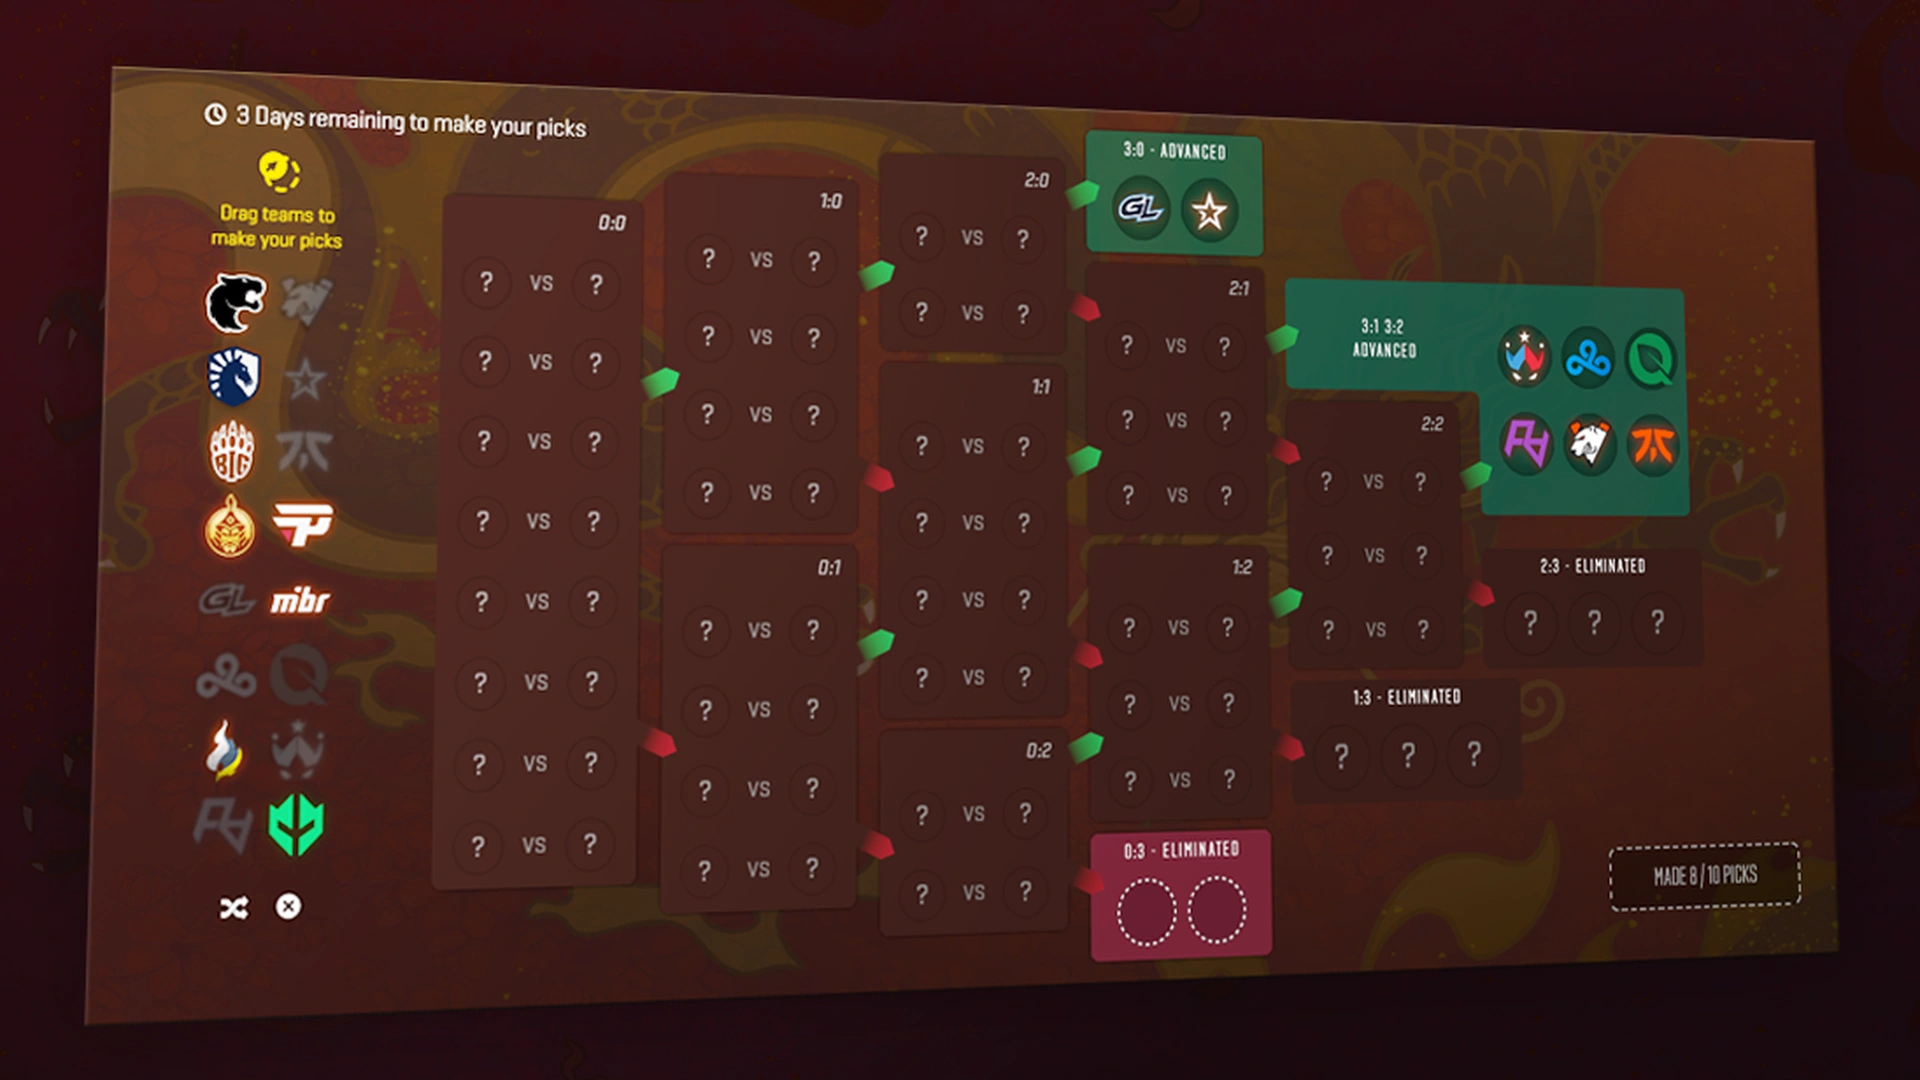 3 Days remaining to make your picks
Drag teams to
make your picks
BIG
GL
mibr
0:0
? VS ?
? VS ?
? VS ?
? VS ?
? VS ?
? VS ?
? VS ?
? VS ?
1:0
? VS ?
? VS ?
? VS ?
? VS ?
0:1
? VS ?
? VS ?
? VS ?
? VS ?
2:0
? VS ?
? VS ?
1:1
? VS ?
? VS ?
? VS ?
? VS ?
0:2
? VS ?
? VS ?
3:0 - ADVANCED
GL
2:1
? VS ?
? VS ?
? VS ?
1:2
? VS ?
? VS ?
? VS ?
0:3 - ELIMINATED
3:1 3:2
ADVANCED
2:2
? VS ?
? VS ?
? VS ?
2:3 - ELIMINATED
? ? ?
1:3 - ELIMINATED
? ? ?
MADE 8 / 10 PICKS